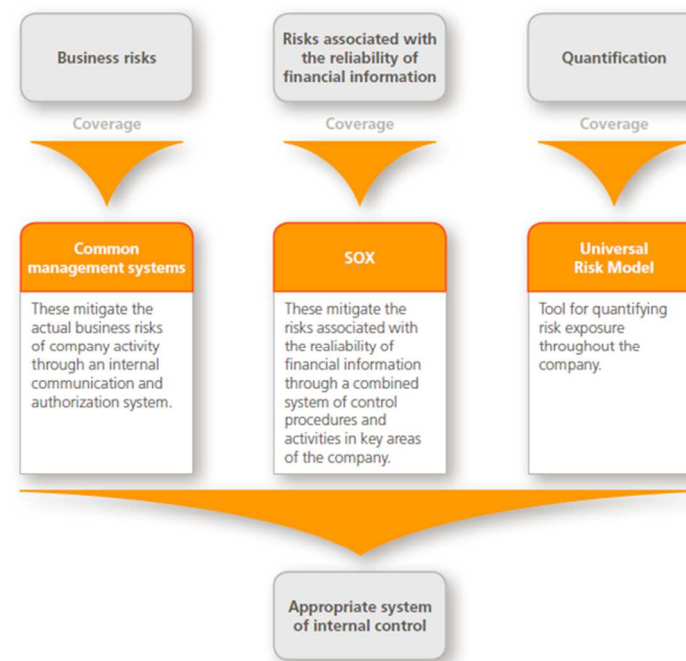 Business risks
Risks associated with
the reliability of
financial information
Quantification
Coverage
Coverage
Coverage
Common
management systems
These mitigate the
actual business risks
of company activity
through an internal
communication and
authorization system.
SOX
These mitigate the
risks associated with
the realiability of
financial information
through a combined
system of control
procedures and
activities in key areas
of the company.
Universal
Risk Model
Tool for quantifying
risk exposure
throughout the
company.
Appropriate system
of internal control